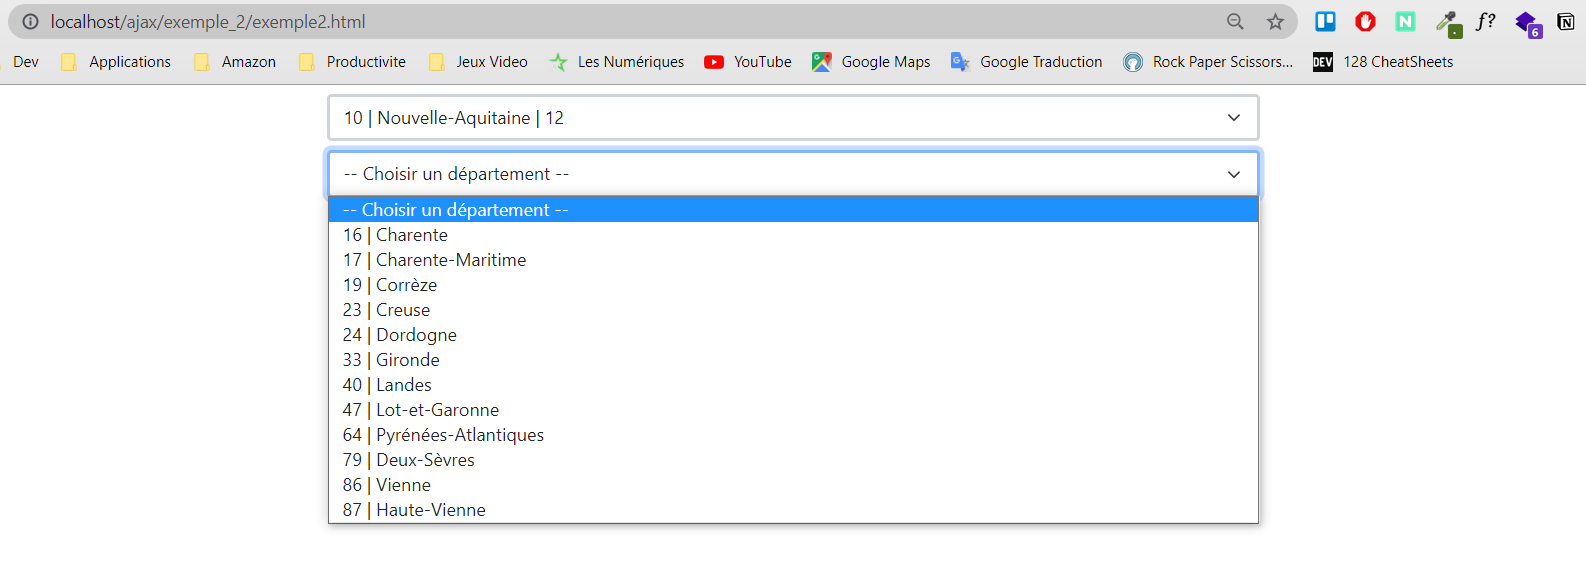 localhost/ajax/exemple_2/exemple2.html
f?
6
N
N
Dev Applications Amazon Productivite Jeux Video Les Numériques YouTube Google Maps Google Traduction Rock Paper Scissors... DEV 128 CheatSheets
10 | Nouvelle-Aquitaine | 12
-- Choisir un département --
-- Choisir un département --
16 | Charente
17 | Charente-Maritime
19 | Corrèze
23 | Creuse
24 | Dordogne
33 | Gironde
40 | Landes
47 | Lot-et-Garonne
64 | Pyrénées-Atlantiques
79 | Deux-Sèvres
86 | Vienne
87 | Haute-Vienne